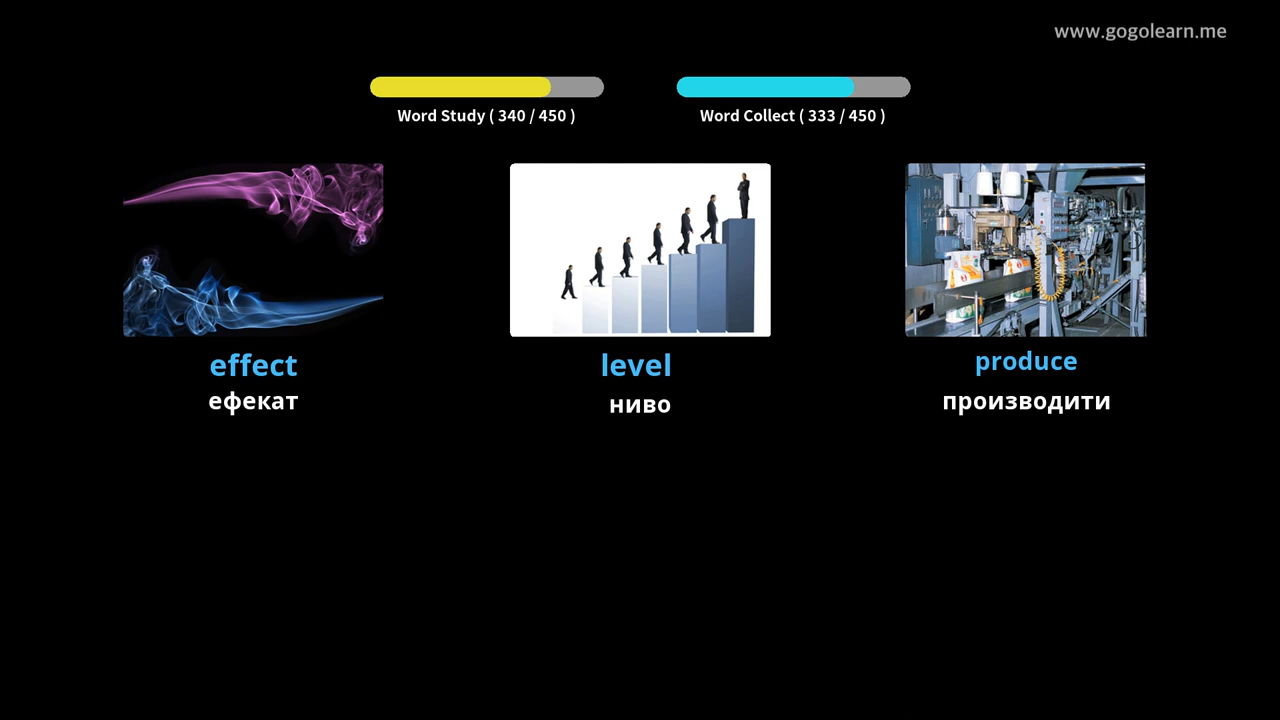 www.gogolearn.me
Word Study ( 340 / 450 )
Word Collect ( 333 / 450 )
effect
ефекат
level
ниво
produce
производити